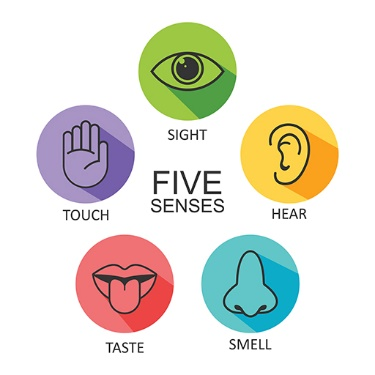 SIGHT
TOUCH
FIVE
SENSES
HEAR
TASTE
SMELL